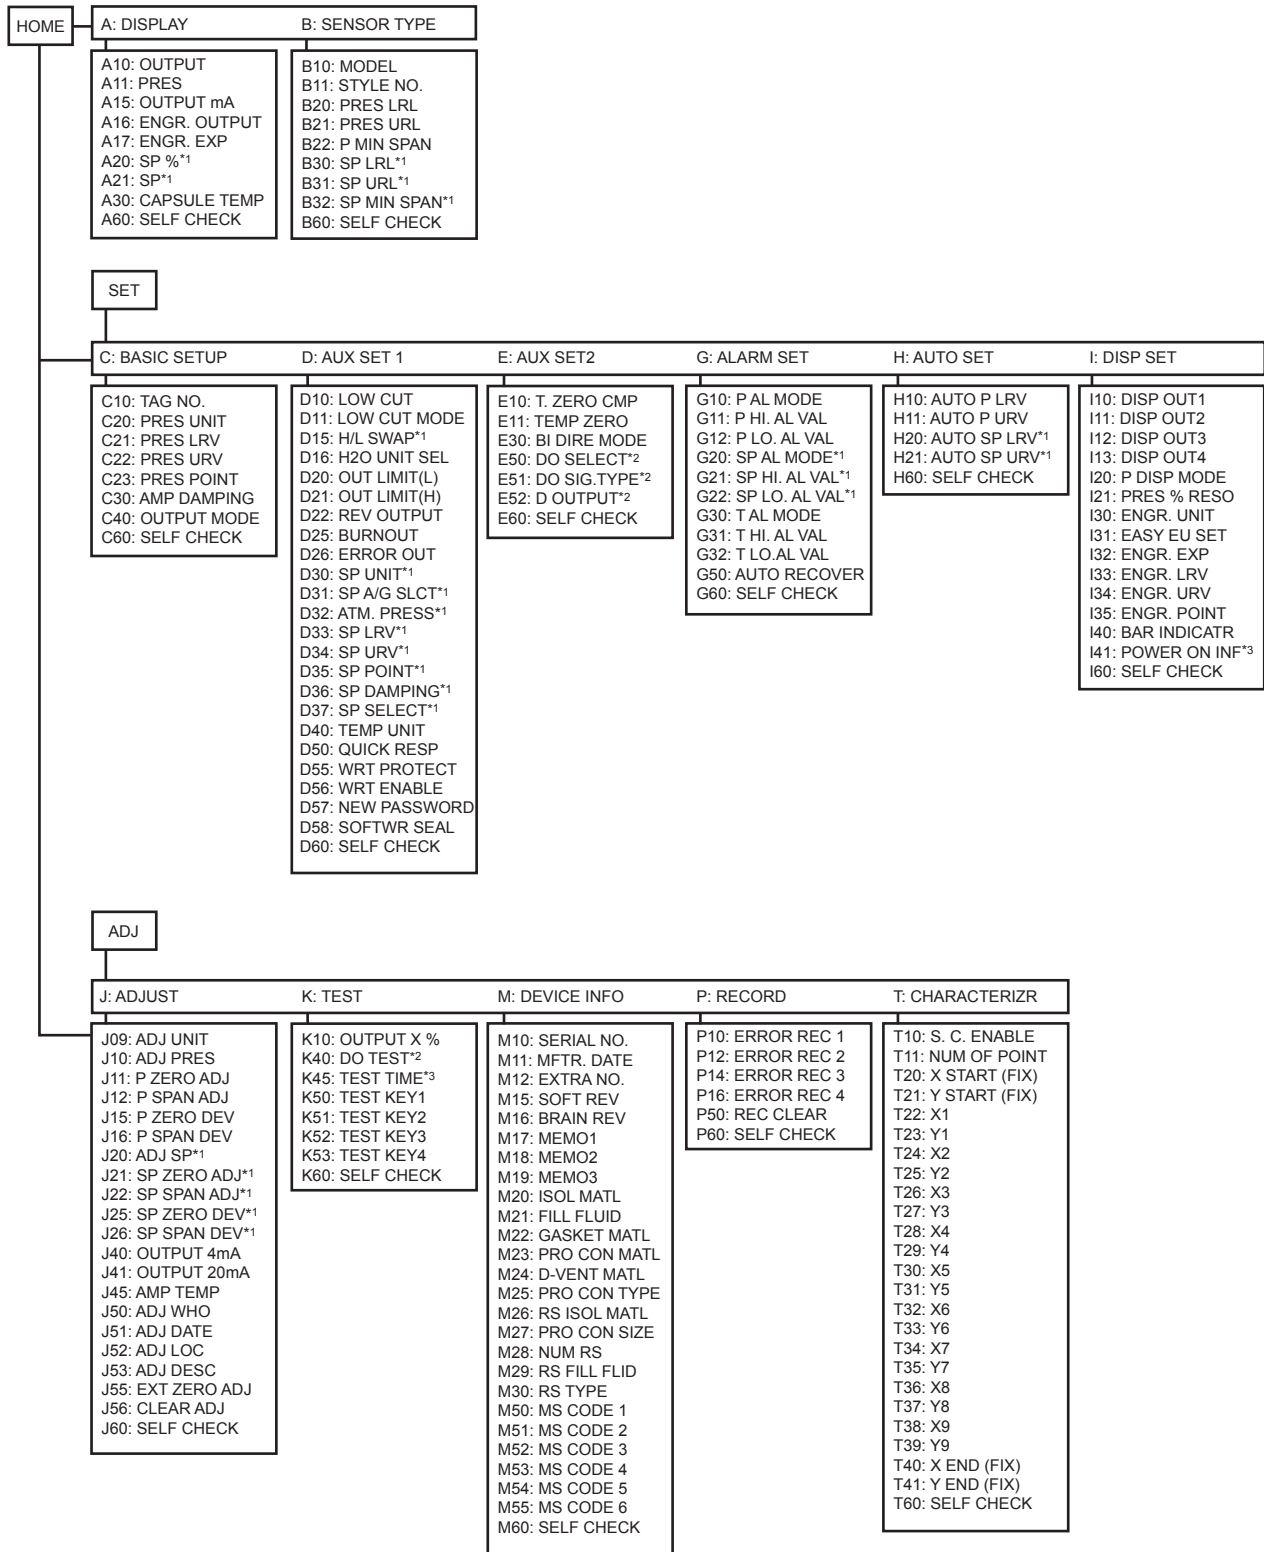 HOME
A: DISPLAY
B: SENSOR TYPE
A10: OUTPUT
A11: PRES
A15: OUTPUT mA
A16: ENGR. OUTPUT
A17: ENGR. EXP
A20: SP %*1
A21: SP*1
A30: CAPSULE TEMP
A60: SELF CHECK
B10: MODEL
B11: STYLE NO.
B20: PRES LRL
B21: PRES URL
B22: P MIN SPAN
B30: SP LRL*1
B31: SP URL*1
B32: SP MIN SPAN*1
B60: SELF CHECK
SET
C: BASIC SETUP
D: AUX SET 1
E: AUX SET2
G: ALARM SET
H: AUTO SET
I: DISP SET
C10: TAG NO.
C20: PRES UNIT
C21: PRES LRV
C22: PRES URV
C23: PRES POINT
C30: AMP DAMPING
C40: OUTPUT MODE
C60: SELF CHECK
D10: LOW CUT
D11: LOW CUT MODE
D15: H/L SWAP*1
D16: H2O UNIT SEL
D20: OUT LIMIT(L)
D21: OUT LIMIT(H)
D22: REV OUTPUT
D25: BURNOUT
D26: ERROR OUT
D30: SP UNIT*1
D31: SP A/G SLCT*1
D32: ATM. PRESS*1
D33: SP LRV*1
D34: SP URV*1
D35: SP POINT*1
D36: SP DAMPING*1
D37: SP SELECT*1
D40: TEMP UNIT
D50: QUICK RESP
D55: WRT PROTECT
D56: WRT ENABLE
D57: NEW PASSWORD
D58: SOFTWR SEAL
D60: SELF CHECK
E10: T. ZERO CMP
E11: TEMP ZERO
E30: BI DIRE MODE
E50: DO SELECT*2
E51: DO SIG.TYPE*2
E52: D OUTPUT*2
E60: SELF CHECK
G10: P AL MODE
G11: P HI. AL VAL
G12: P LO. AL VAL
G20: SP AL MODE*1
G21: SP HI. AL VAL*1
G22: SP LO. AL VAL*1
G30: T AL MODE
G31: T HI. AL VAL
G32: T LO.AL VAL
G50: AUTO RECOVER
G60: SELF CHECK
H10: AUTO P LRV
H11: AUTO P URV
H20: AUTO SP LRV*1
H21: AUTO SP URV*1
H60: SELF CHECK
I10: DISP OUT1
I11: DISP OUT2
I12: DISP OUT3
I13: DISP OUT4
I20: P DISP MODE
I21: PRES % RESO
I30: ENGR. UNIT
I31: EASY EU SET
I32: ENGR. EXP
I33: ENGR. LRV
I34: ENGR. URV
I35: ENGR. POINT
I40: BAR INDICATR
I41: POWER ON INF*3
I60: SELF CHECK
ADJ
J: ADJUST
K: TEST
M: DEVICE INFO
P: RECORD
T: CHARACTERIZR
J09: ADJ UNIT
J10: ADJ PRES
J11: P ZERO ADJ
J12: P SPAN ADJ
J15: P ZERO DEV
J16: P SPAN DEV
J20: ADJ SP*1
J21: SP ZERO ADJ*1
J22: SP SPAN ADJ*1
J25: SP ZERO DEV*1
J26: SP SPAN DEV*1
J40: OUTPUT 4mA
J41: OUTPUT 20mA
J45: AMP TEMP
J50: ADJ WHO
J51: ADJ DATE
J52: ADJ LOC
J53: ADJ DESC
J55: EXT ZERO ADJ
J56: CLEAR ADJ
J60: SELF CHECK
K10: OUTPUT X %
K40: DO TEST*2
K45: TEST TIME*3
K50: TEST KEY1
K51: TEST KEY2
K52: TEST KEY3
K53: TEST KEY4
K60: SELF CHECK
M10: SERIAL NO.
M11: MFTR. DATE
M12: EXTRA NO.
M15: SOFT REV
M16: BRAIN REV
M17: MEMO1
M18: MEMO2
M19: MEMO3
M20: ISOL MATL
M21: FILL FLUID
M22: GASKET MATL
M23: PRO CON MATL
M24: D-VENT MATL
M25: PRO CON TYPE
M26: RS ISOL MATL
M27: PRO CON SIZE
M28: NUM RS
M29: RS FILL FLID
M30: RS TYPE
M50: MS CODE 1
M51: MS CODE 2
M52: MS CODE 3
M53: MS CODE 4
M54: MS CODE 5
M55: MS CODE 6
M60: SELF CHECK
P10: ERROR REC 1
P12: ERROR REC 2
P14: ERROR REC 3
P16: ERROR REC 4
P50: REC CLEAR
P60: SELF CHECK
T10: S. C. ENABLE
T11: NUM OF POINT
T20: X START (FIX)
T21: Y START (FIX)
T22: X1
T23: Y1
T24: X2
T25: Y2
T26: X3
T27: Y3
T28: X4
T29: Y4
T30: X5
T31: Y5
T32: X6
T33: Y6
T34: X7
T35: Y7
T36: X8
T37: Y8
T38: X9
T39: Y9
T40: X END (FIX)
T41: Y END (FIX)
T60: SELF CHECK